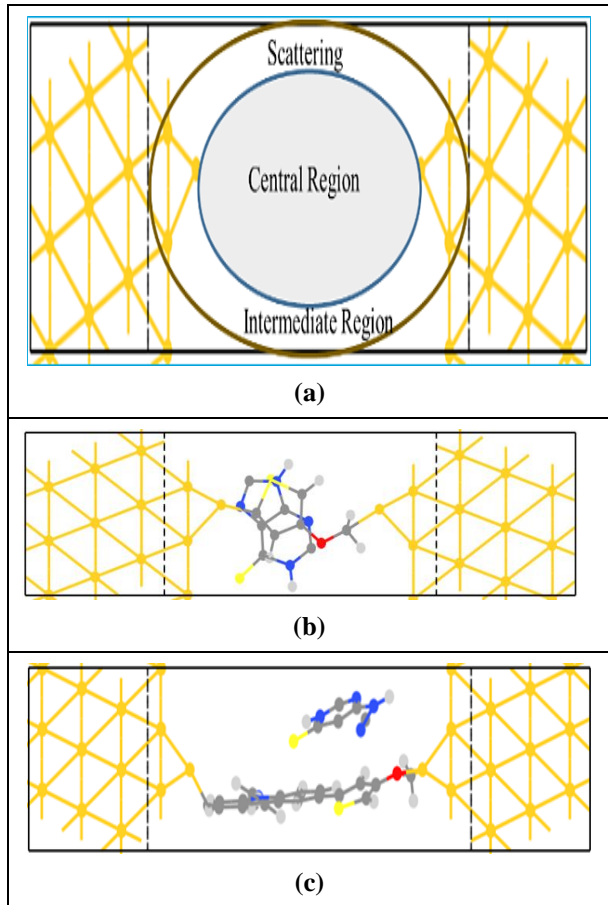 Scattering
Central Region
Intermediate Region
(a)
(b)
(c)